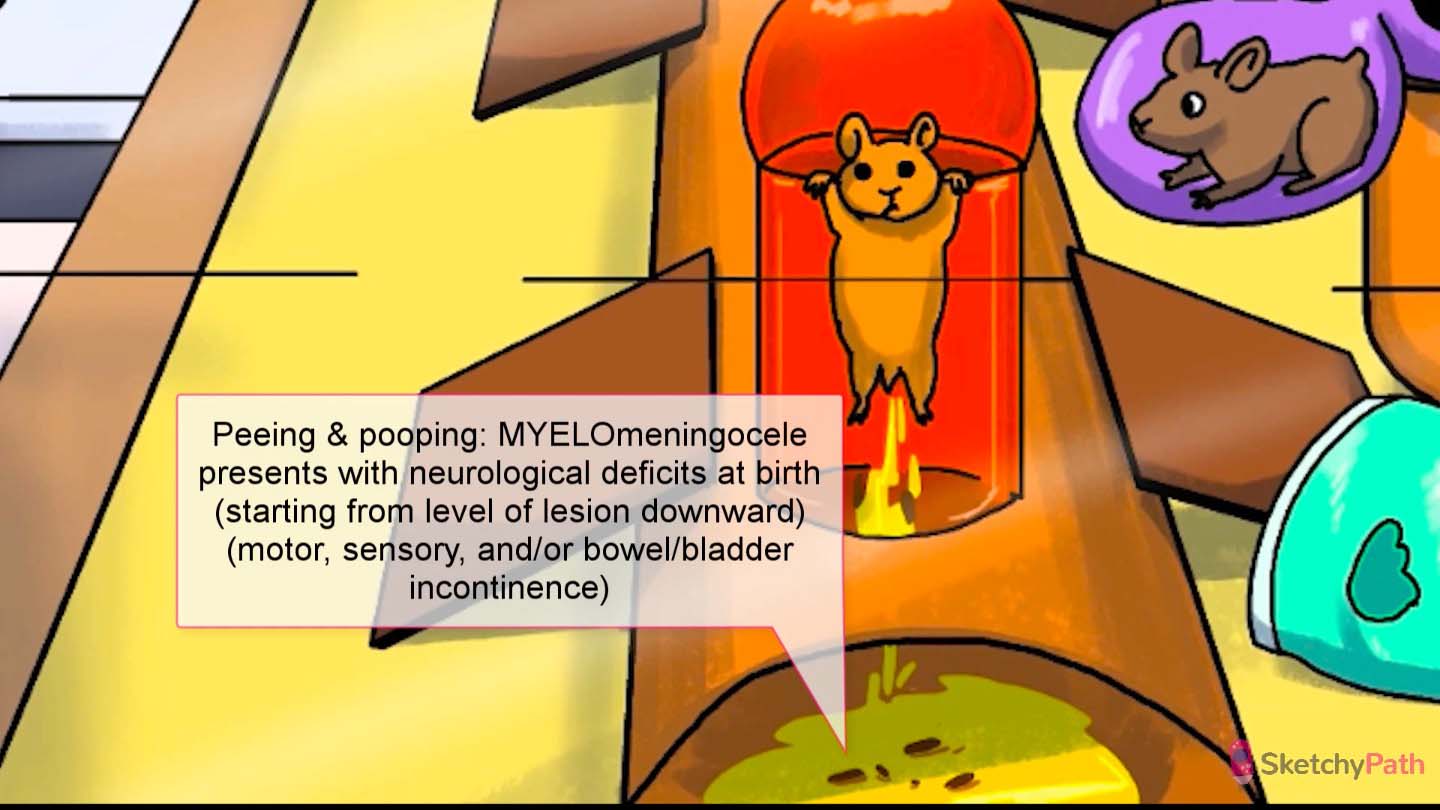 Peeing & pooping: MYELOmeningocele
presents with neurological deficits at birth
(starting from level of lesion downward)
(motor, sensory, and/or bowel/bladder
incontinence)
SketchyPath